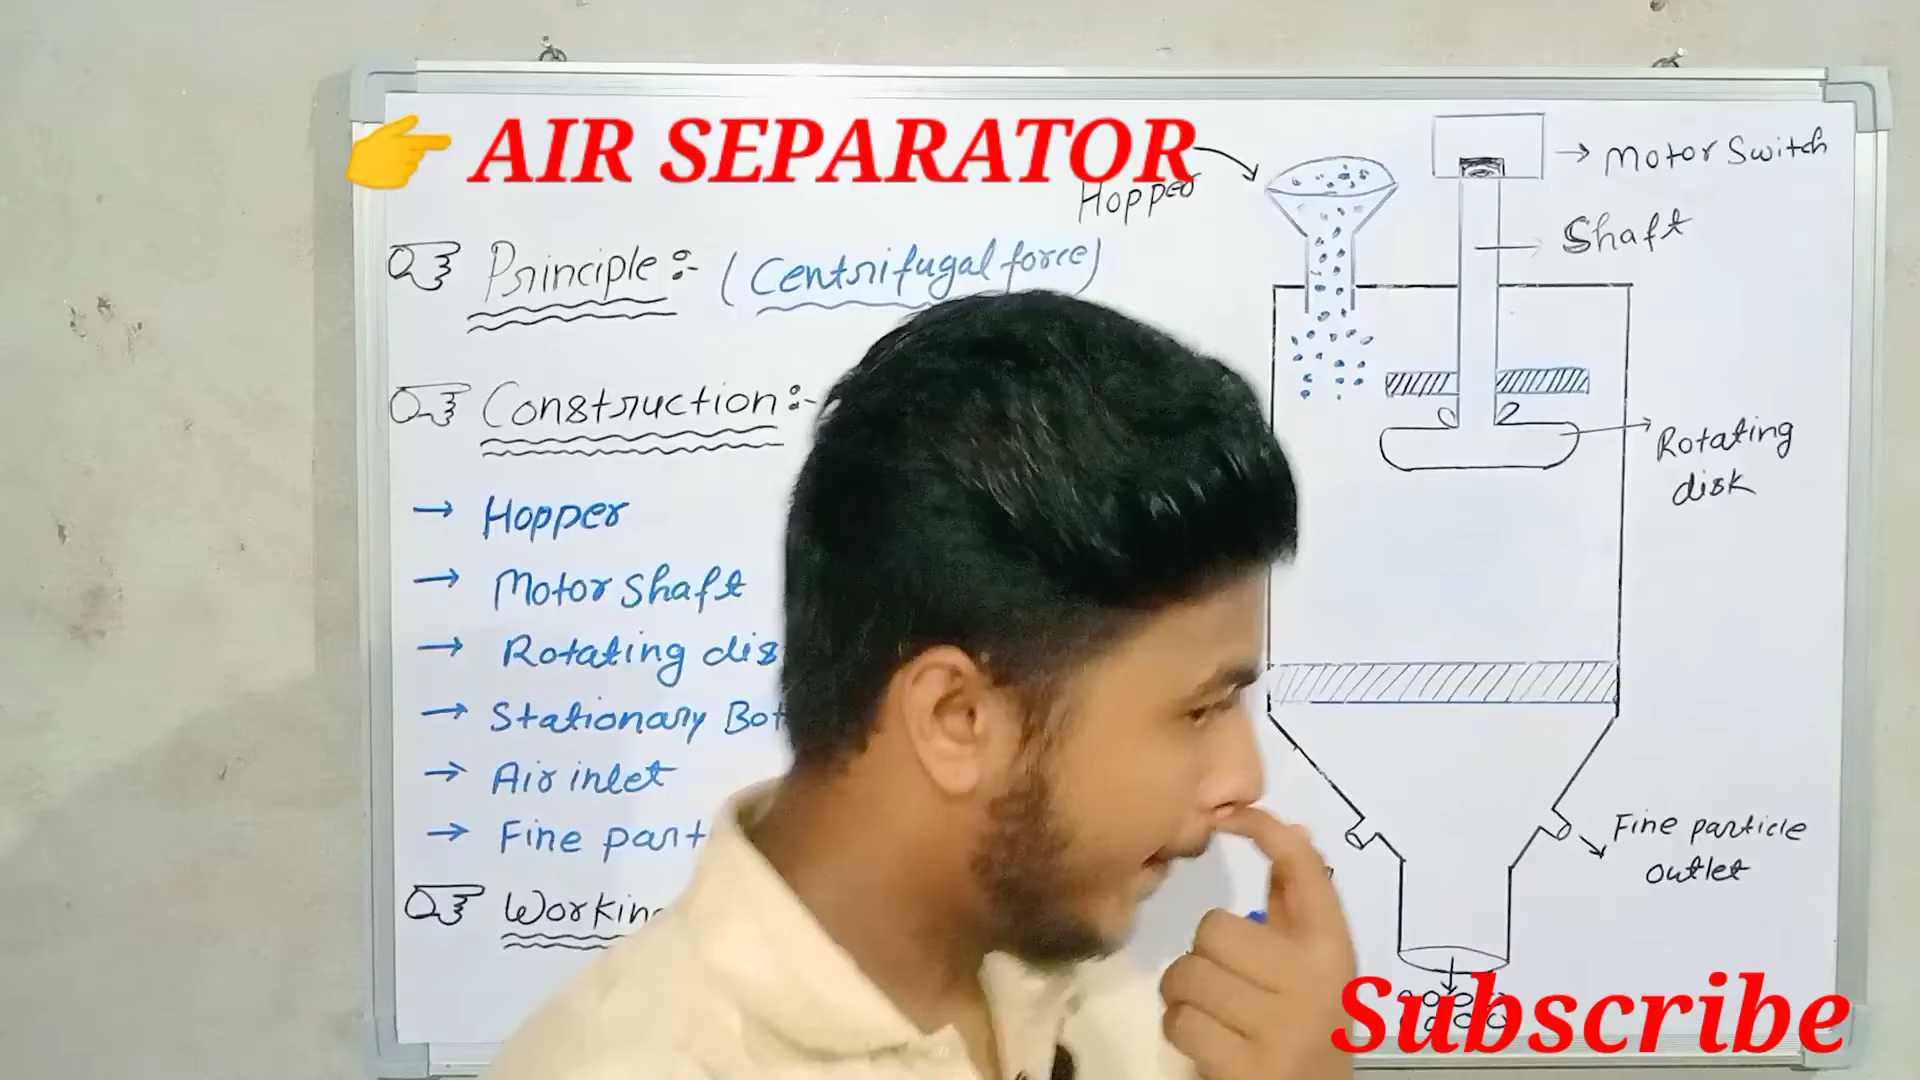 👉 AIR SEPARATOR
Hopper
Motor Switch
Shaft
Principle :- (Centrifugal force)
Construction :-
Rotating
disk
→ Hopper
→ Motor shaft
→ Rotating dis
→ Stationary
→ Air inlet
→ Fine
Fine particle
outlet
Subscribe